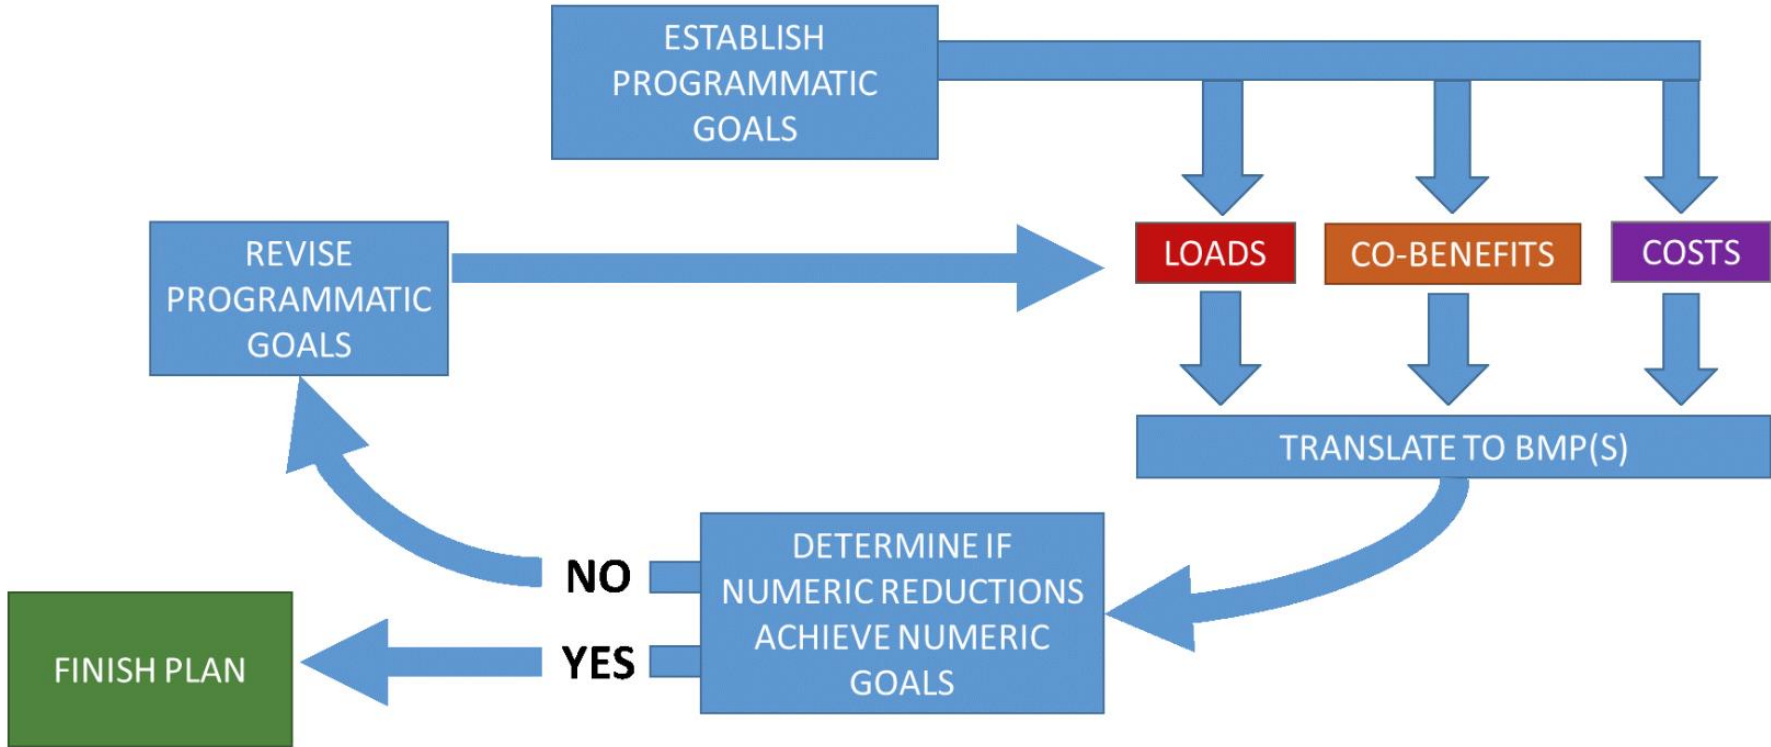 ESTABLISH
PROGRAMMATIC
GOALS
REVISE
PROGRAMMATIC
GOALS
LOADS
CO-BENEFITS
COSTS
TRANSLATE TO BMP(S)
DETERMINE IF
NUMERIC REDUCTIONS
ACHIEVE NUMERIC
GOALS
NO
YES
FINISH PLAN